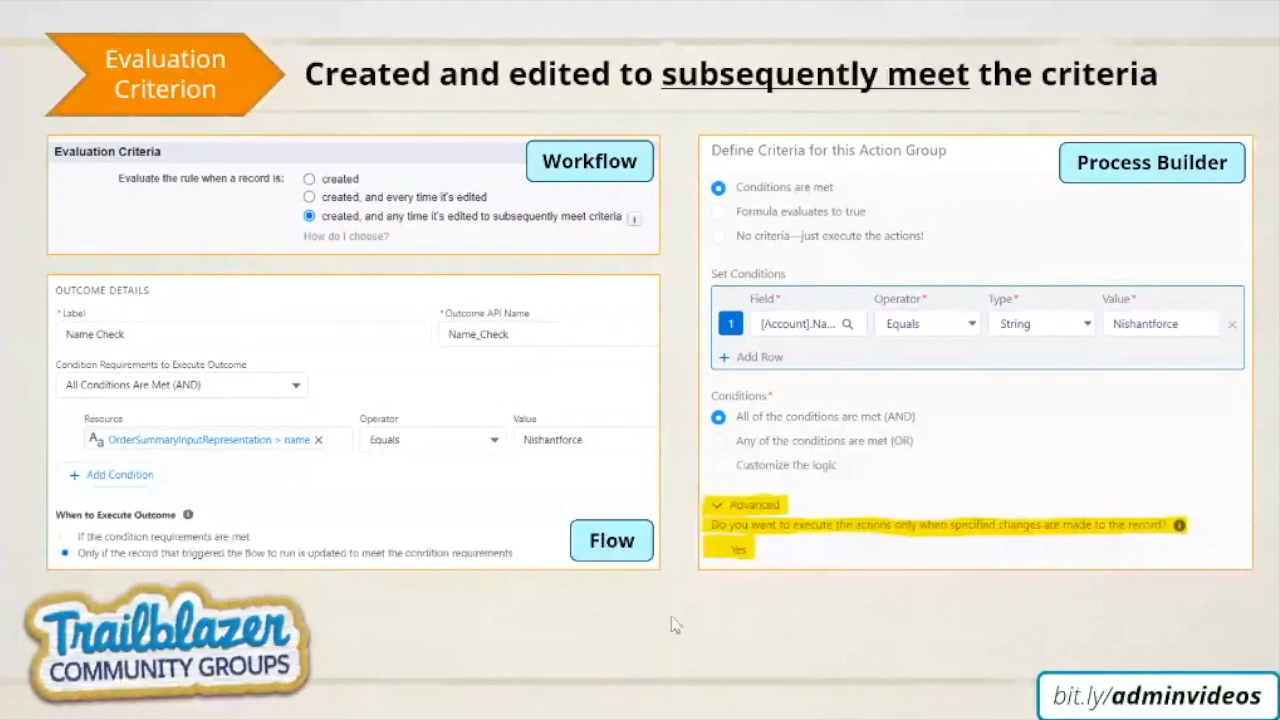 Evaluation
Criterion
Created and edited to subsequently meet the criteria
Evaluation Criteria
Workflow
Evaluate the rule when a record is:
created
created, and every time it's edited
created, and any time it's edited to subsequently meet criteria
How do I choose?
OUTCOME DETAILS
* Label
* Outcome API Name
Name Check
Name_Check
Condition Requirements to Execute Outcome
All Conditions Are Met (AND)
Resource
Operator
Value
Aa OrderSummaryInputRepresentation > name
Equals
Nishantforce
+ Add Condition
When to Execute Outcome
If the condition requirements are met
Only if the record that triggered the flow to run is updated to meet the condition requirements
Flow
Define Criteria for this Action Group
Process Builder
Conditions are met
Formula evaluates to true
No criteria—just execute the actions!
Set Conditions
Field*
Operator*
Type*
Value*
1
[Account].Na...
Equals
String
Nishantforce
+ Add Row
Conditions*
All of the conditions are met (AND)
Any of the conditions are met (OR)
Customize the logic
Advanced
Do you want to execute the actions only when specified changes are made to the record?
Yes
Trailblazer
COMMUNITY GROUPS
bit.ly/adminvideos